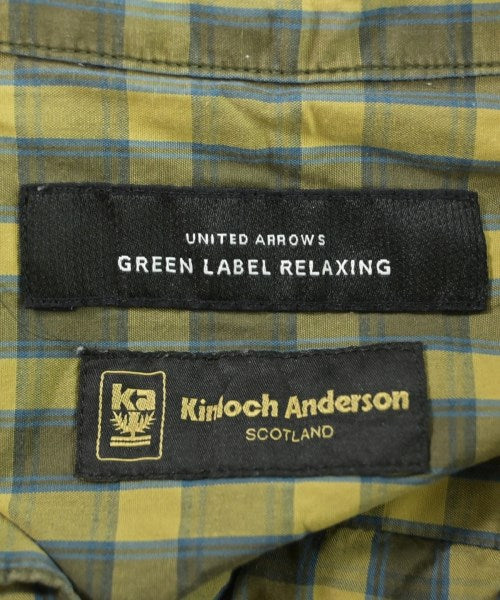 UNITED ARROWS
GREEN LABEL RELAXING
ka
Kinloch Anderson
SCOTLAND